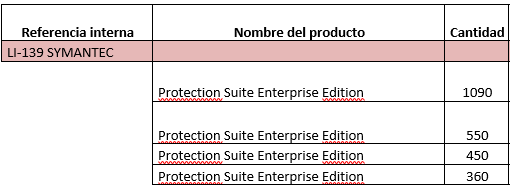 Referencia interna Nombre del producto Cantidad
LI-139 SYMANTEC
Protection Suite Enterprise Edition 1090
Protection Suite Enterprise Edition 550
Protection Suite Enterprise Edition 450
Protection Suite Enterprise Edition 360